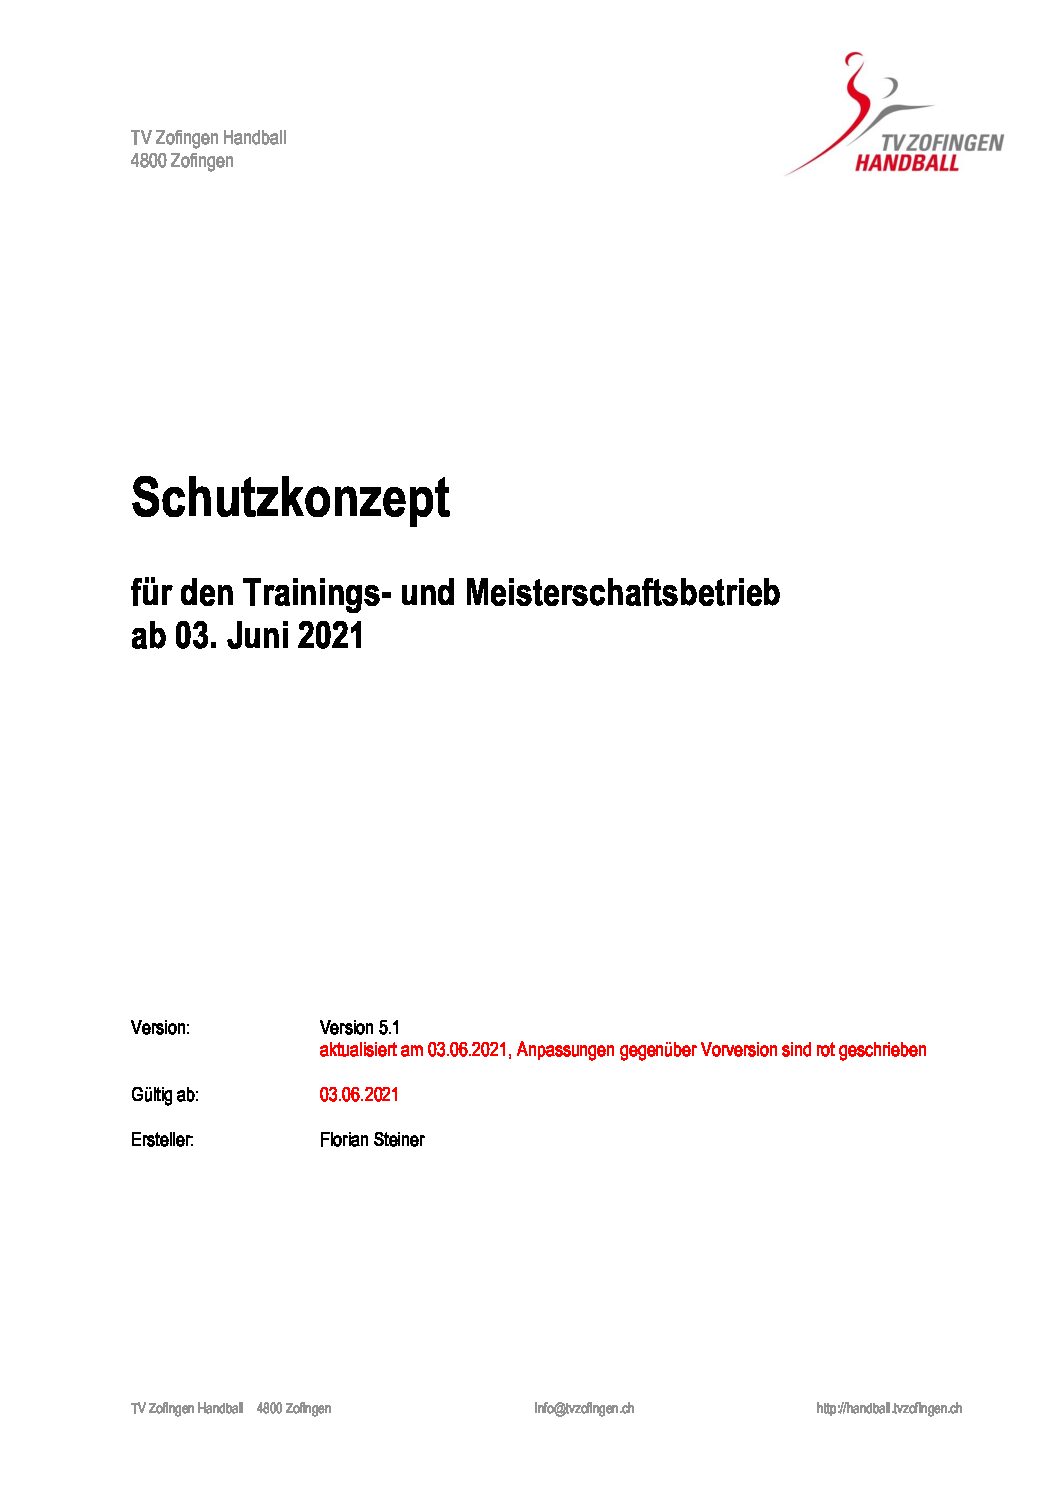 TV Zofingen Handball
4800 Zofingen
TV ZOFINGEN
HANDBALL
Schutzkonzept
für den Trainings- und Meisterschaftsbetrieb
ab 03. Juni 2021
Version: Version 5.1
aktualisiert am 03.06.2021, Anpassungen gegenüber Vorversion sind rot geschrieben
Gültig ab: 03.06.2021
Ersteller: Florian Steiner
TV Zofingen Handball 4800 Zofingen info@tvzofingen.ch http://handball.tvzofingen.ch